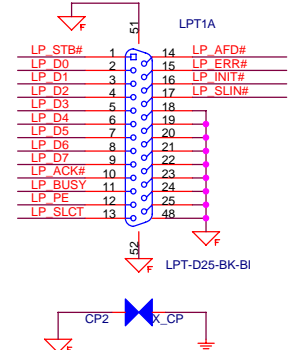 51
LPT1A
LP_STB# 1 14 LP_AFD#
LP_D0 2 15 LP_ERR#
LP_D1 3 16 LP_INIT#
LP_D2 4 17 LP_SLIN#
LP_D3 5 18
LP_D4 6 19
LP_D5 7 20
LP_D6 8 21
LP_D7 9 22
LP_ACK# 10 23
LP_BUSY 11 24
LP_PE 12 25
LP_SLCT 13 48
52
F
F
F
LPT-D25-BK-BI
CP2 X_CP
F